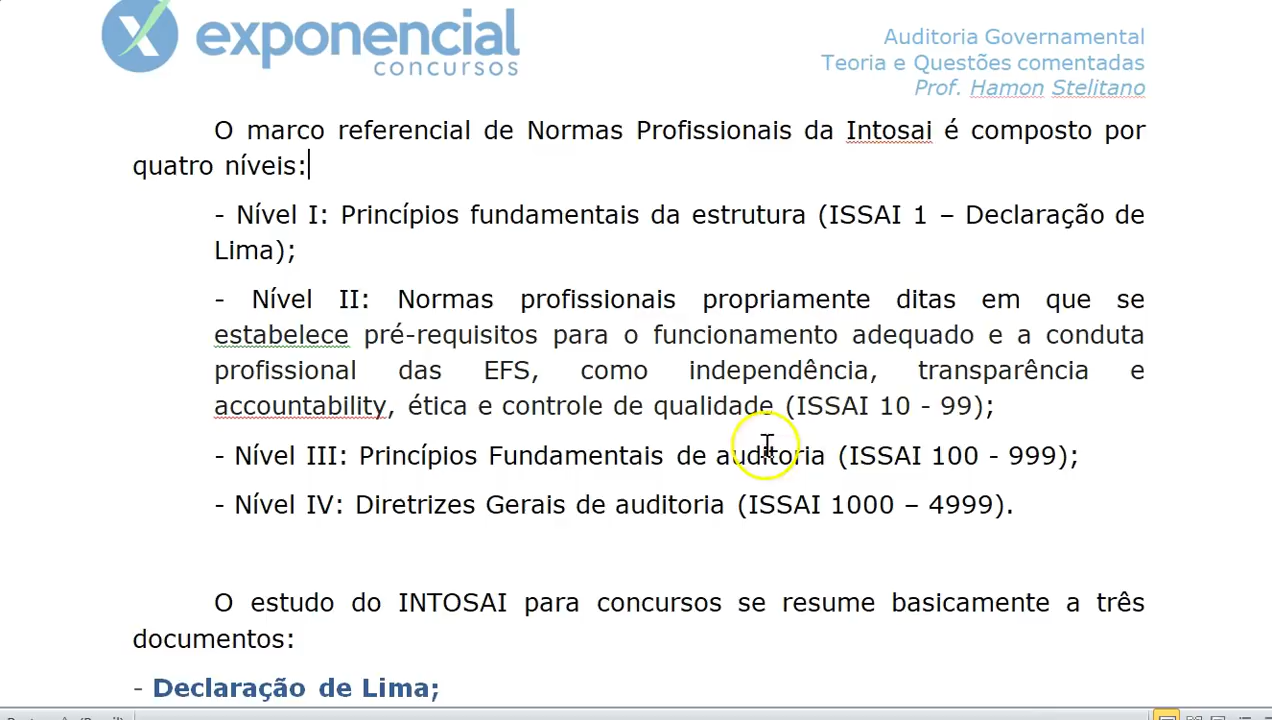 exponencial
concursos
Auditoria Governamental
Teoria e Questões comentadas
Prof. Hamon Stelitano
O marco referencial de Normas Profissionais da Intosai é composto por
quatro níveis:
- Nível I: Princípios fundamentais da estrutura (ISSAI 1 – Declaração de
Lima);
- Nível II: Normas profissionais propriamente ditas em que se
estabelece pré-requisitos para o funcionamento adequado e a conduta
profissional das EFS, como independência, transparência e
accountability, ética e controle de qualidade (ISSAI 10 - 99);
- Nível III: Princípios Fundamentais de auditoria (ISSAI 100 - 999);
- Nível IV: Diretrizes Gerais de auditoria (ISSAI 1000 – 4999).
O estudo do INTOSAI para concursos se resume basicamente a três
documentos:
- Declaração de Lima;